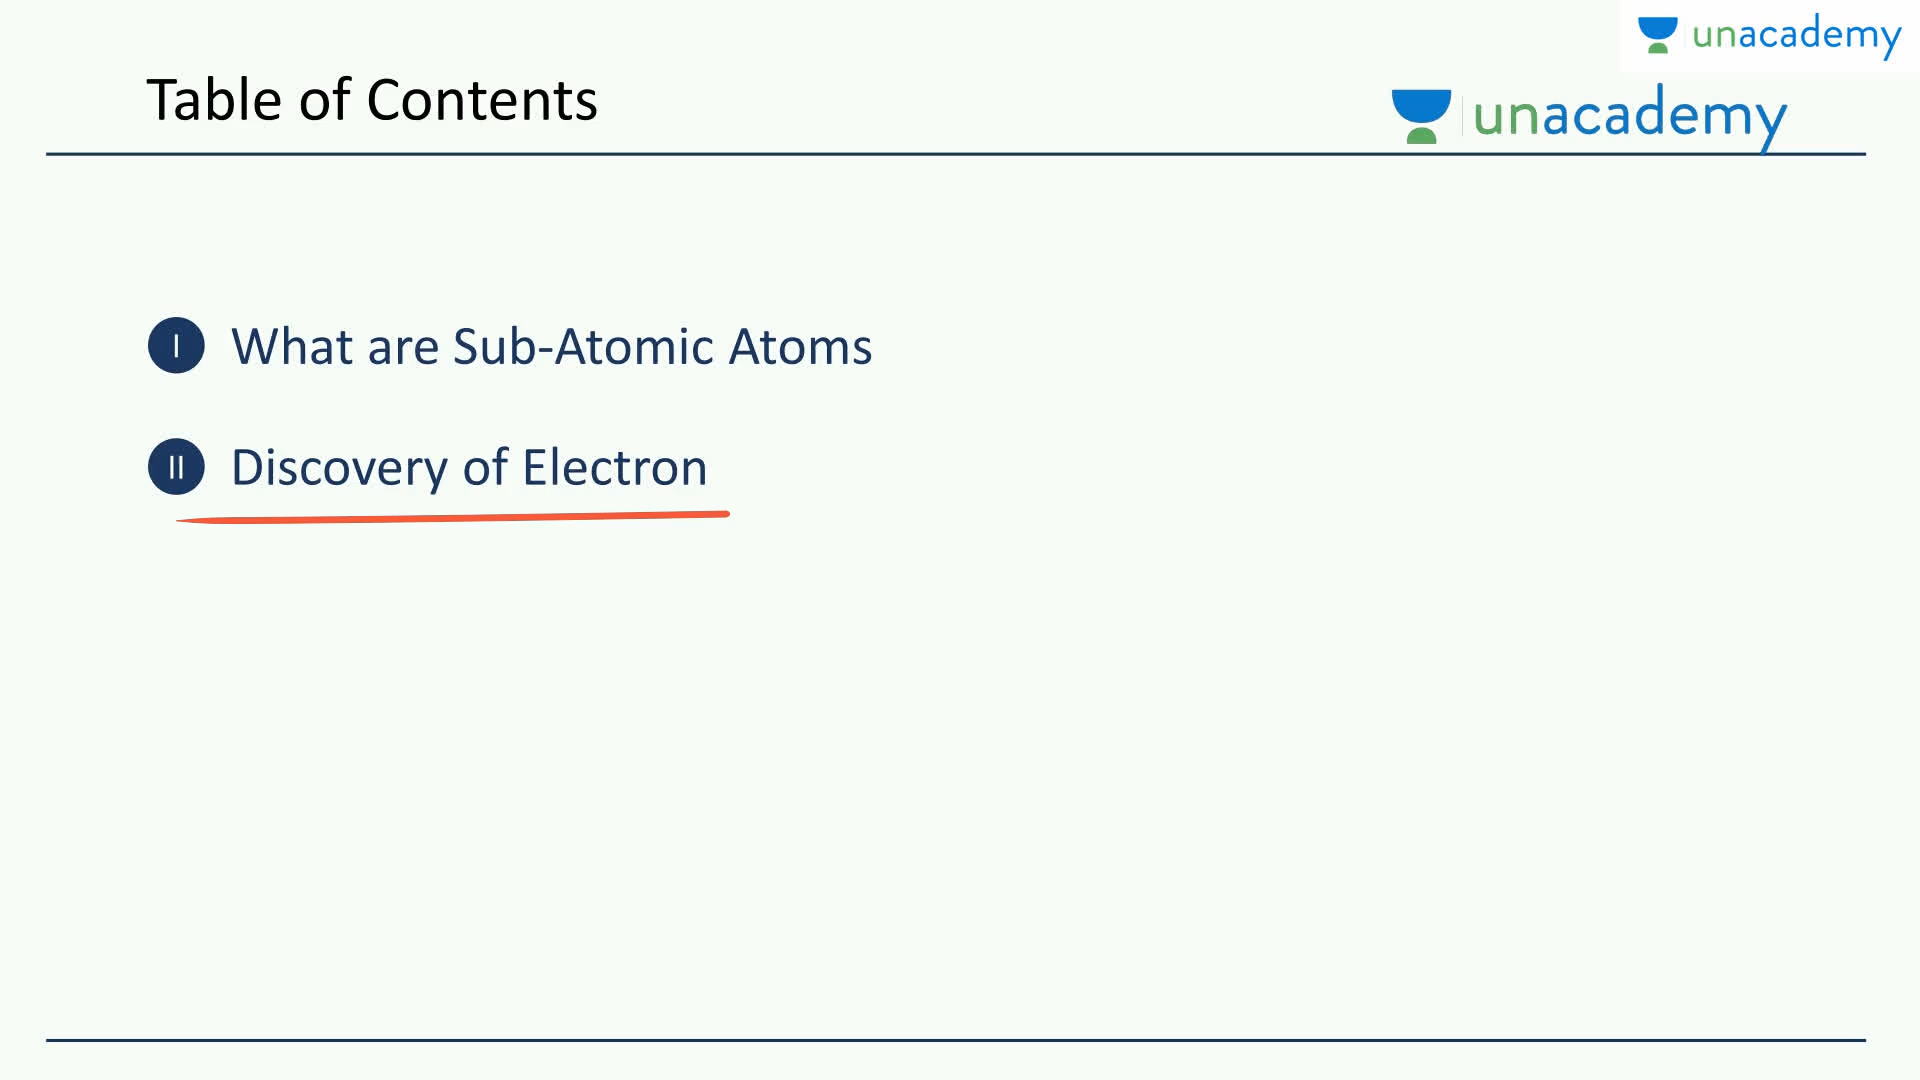 unacademy
Table of Contents
unacademy
I What are Sub-Atomic Atoms
II Discovery of Electron